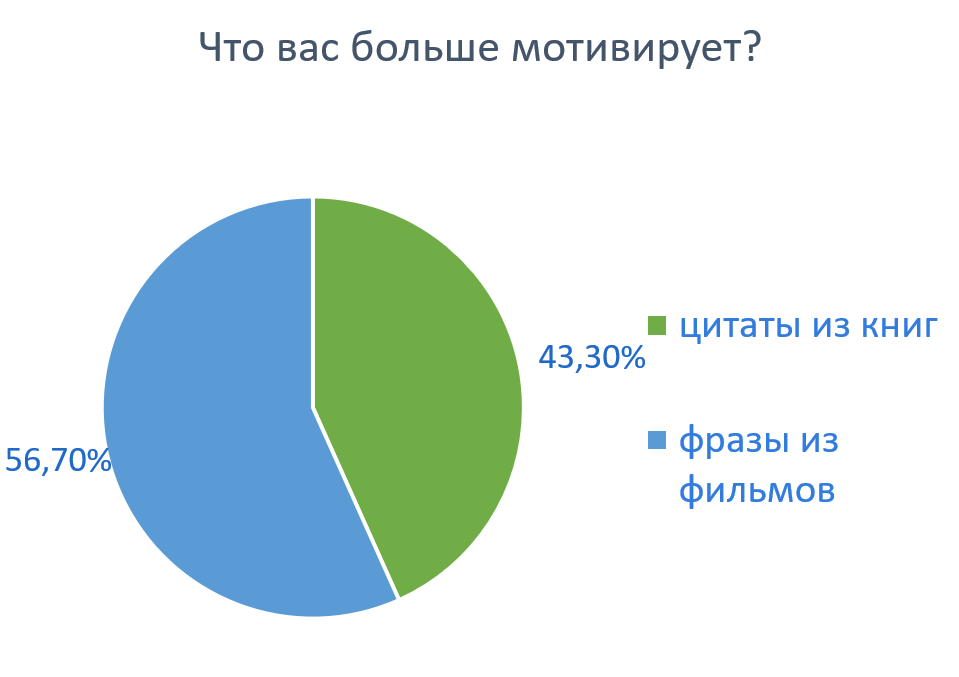 Что вас больше мотивирует?
цитаты из книг
43,30%
фразы из
фильмов
56,70%